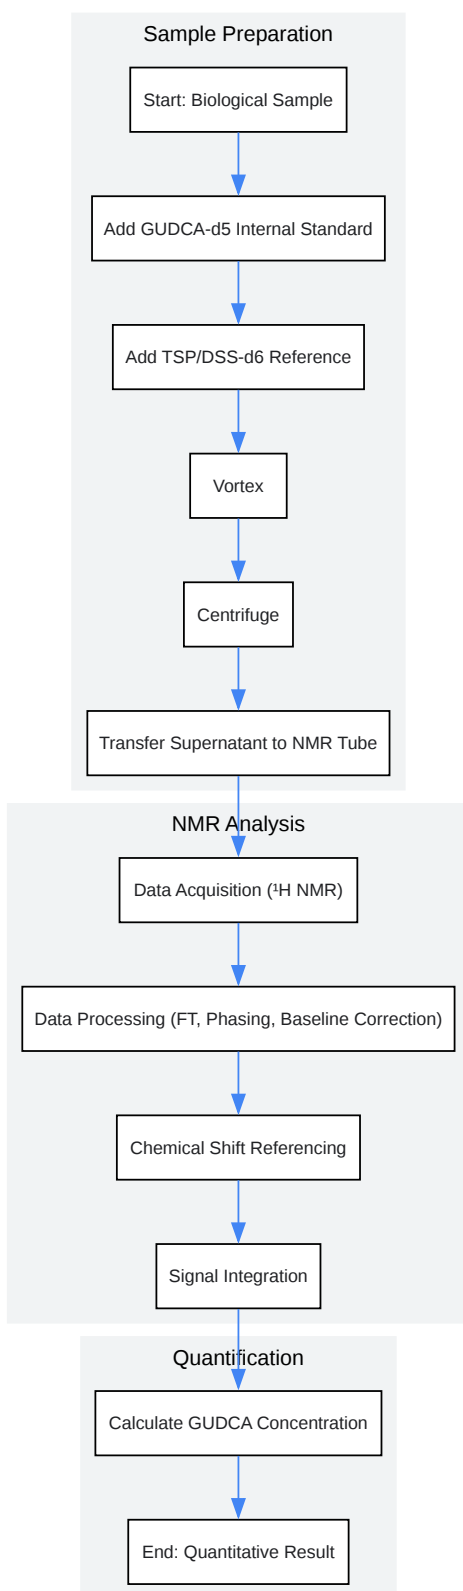 Sample Preparation
Start: Biological Sample
Add GUDCA-d5 Internal Standard
Add TSP/DSS-d6 Reference
Vortex
Centrifuge
Transfer Supernatant to NMR Tube
NMR Analysis
Data Acquisition (¹H NMR)
Data Processing (FT, Phasing, Baseline Correction)
Chemical Shift Referencing
Signal Integration
Quantification
Calculate GUDCA Concentration
End: Quantitative Result